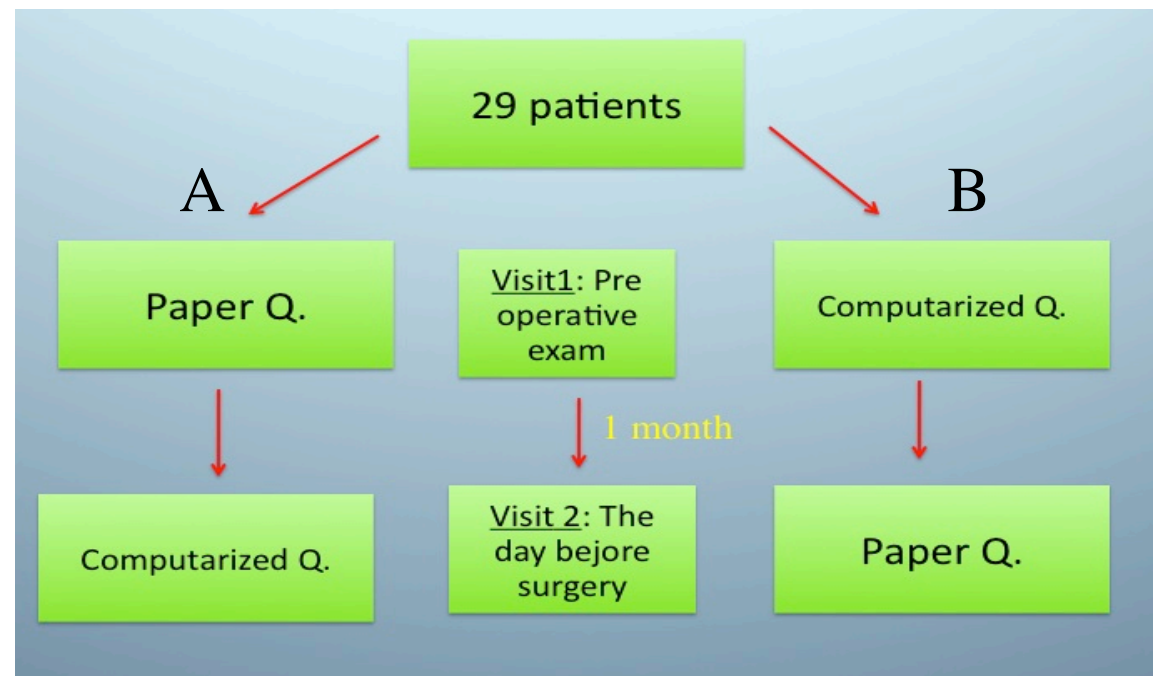 29 patients
A
B
Paper Q.
Visit1: Pre
operative
exam
Computarized Q.
1 month
Computarized Q.
Visit 2: The
day bejore
surgery
Paper Q.